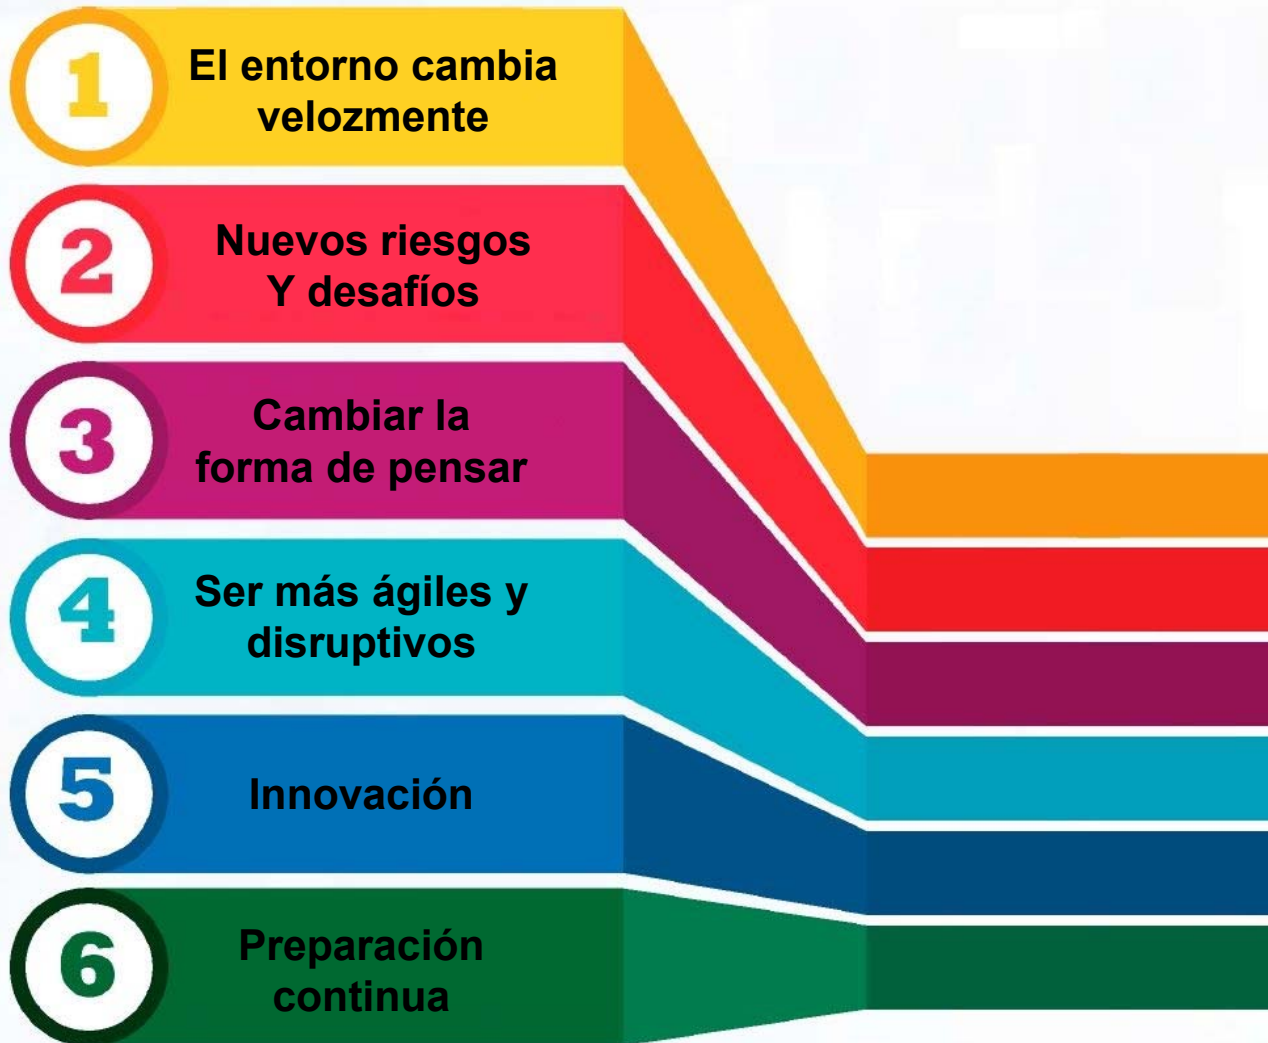 1
El entorno cambia
velozmente
2
Nuevos riesgos
Y desafíos
3
Cambiar la
forma de pensar
4
Ser más ágiles y
disruptivos
5
Innovación
6
Preparación
continua